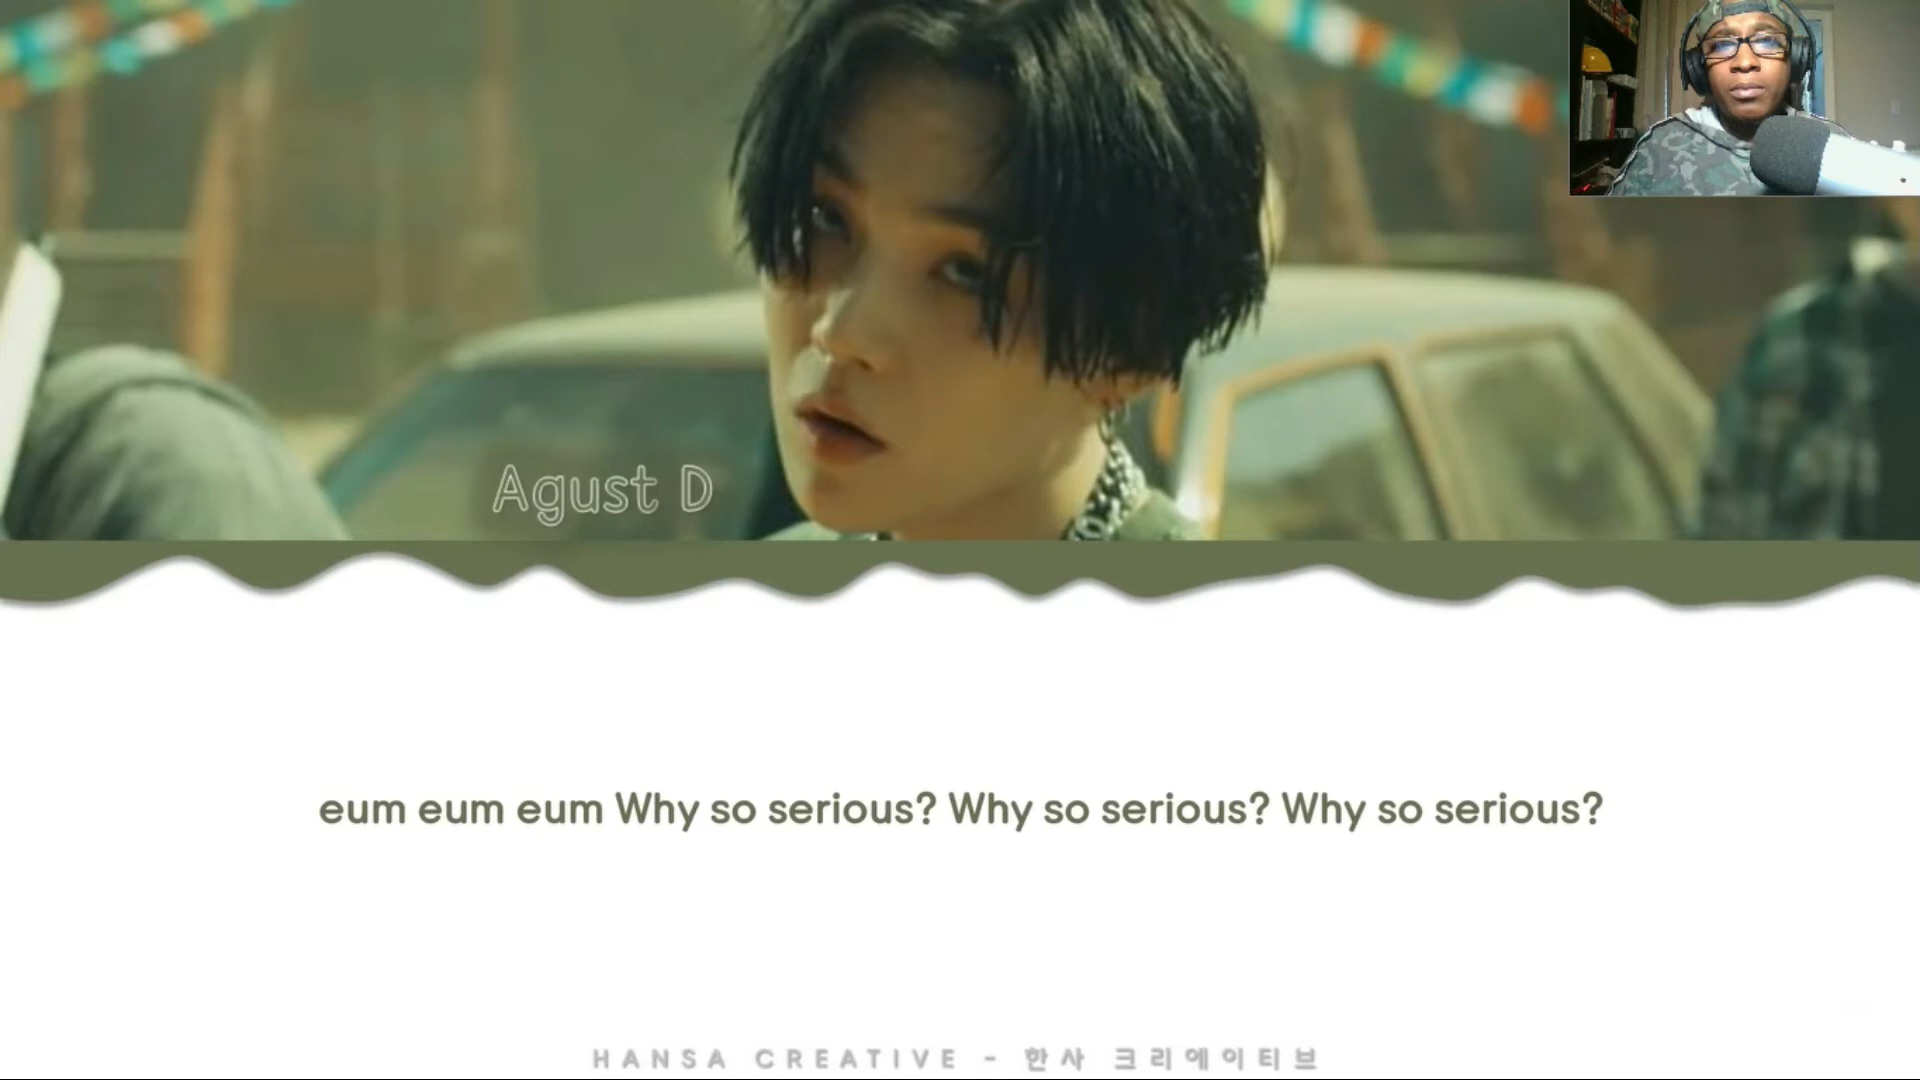 Agust D
eum eum eum Why so serious? Why so serious? Why so serious?
HANSA CREATIVE - 한사 크리에이티브